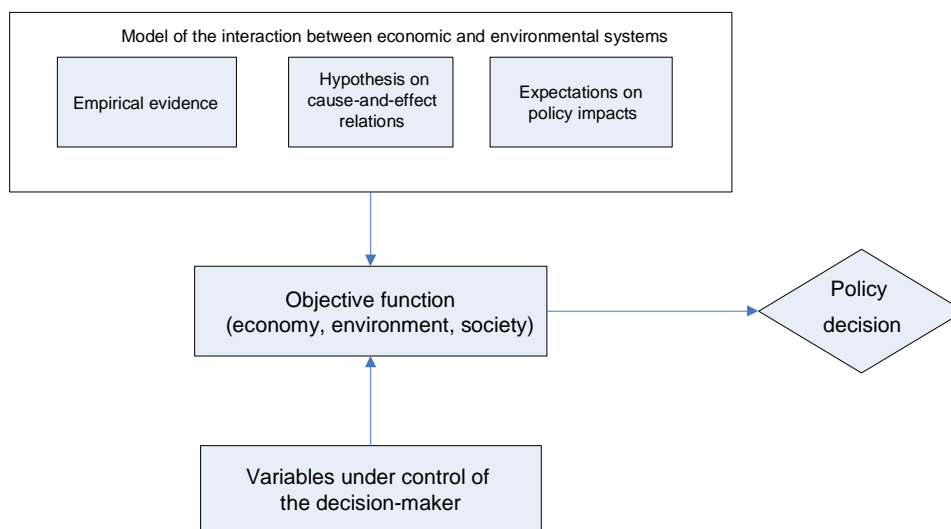 Model of the interaction between economic and environmental systems
Empirical evidence
Hypothesis on
cause-and-effect
relations
Expectations on
policy impacts
Objective function
(economy, environment, society)
Policy
decision
Variables under control of
the decision-maker